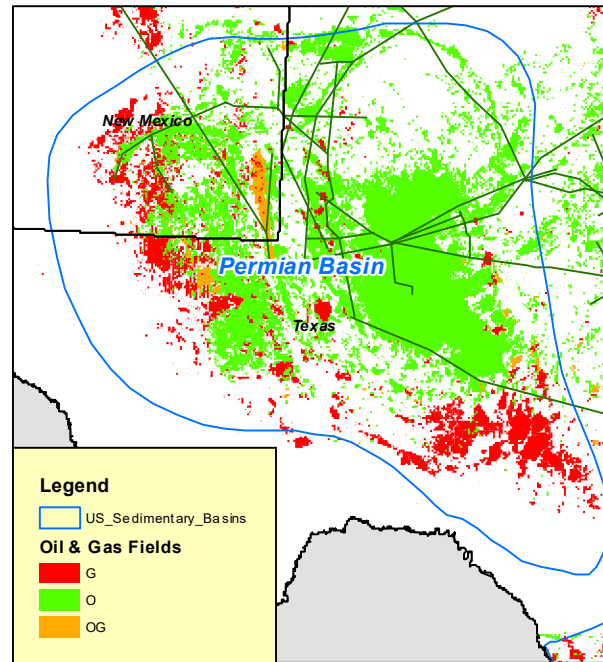 New Mexico
Permian Basin
Texas
Legend
US_Sedimentary_Basins
Oil & Gas Fields
G
O
OG